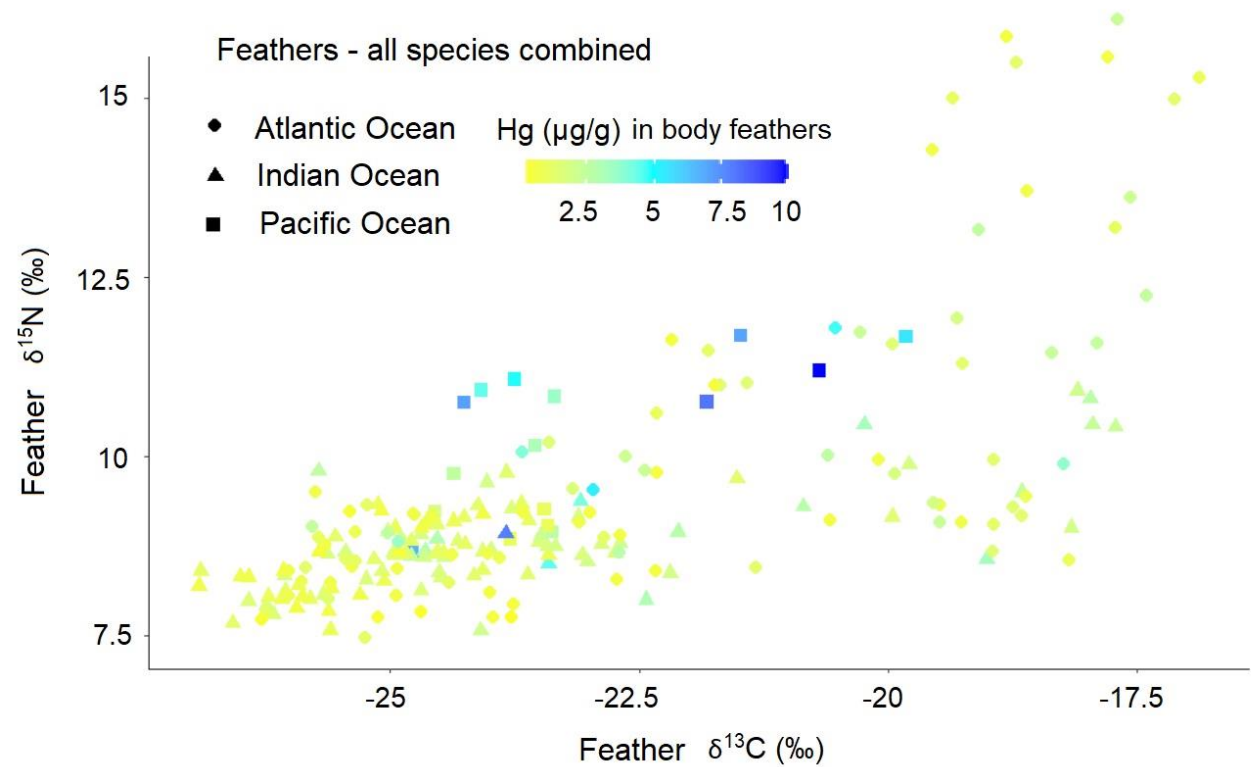 Feathers - all species combined
Atlantic Ocean
Indian Ocean
Pacific Ocean
Hg (μg/g) in body feathers
2.5 5 7.5 10
15
12.5
10
7.5
Feather δ¹⁵N (‰)
-25 -22.5 -20 -17.5
Feather δ¹³C (‰)